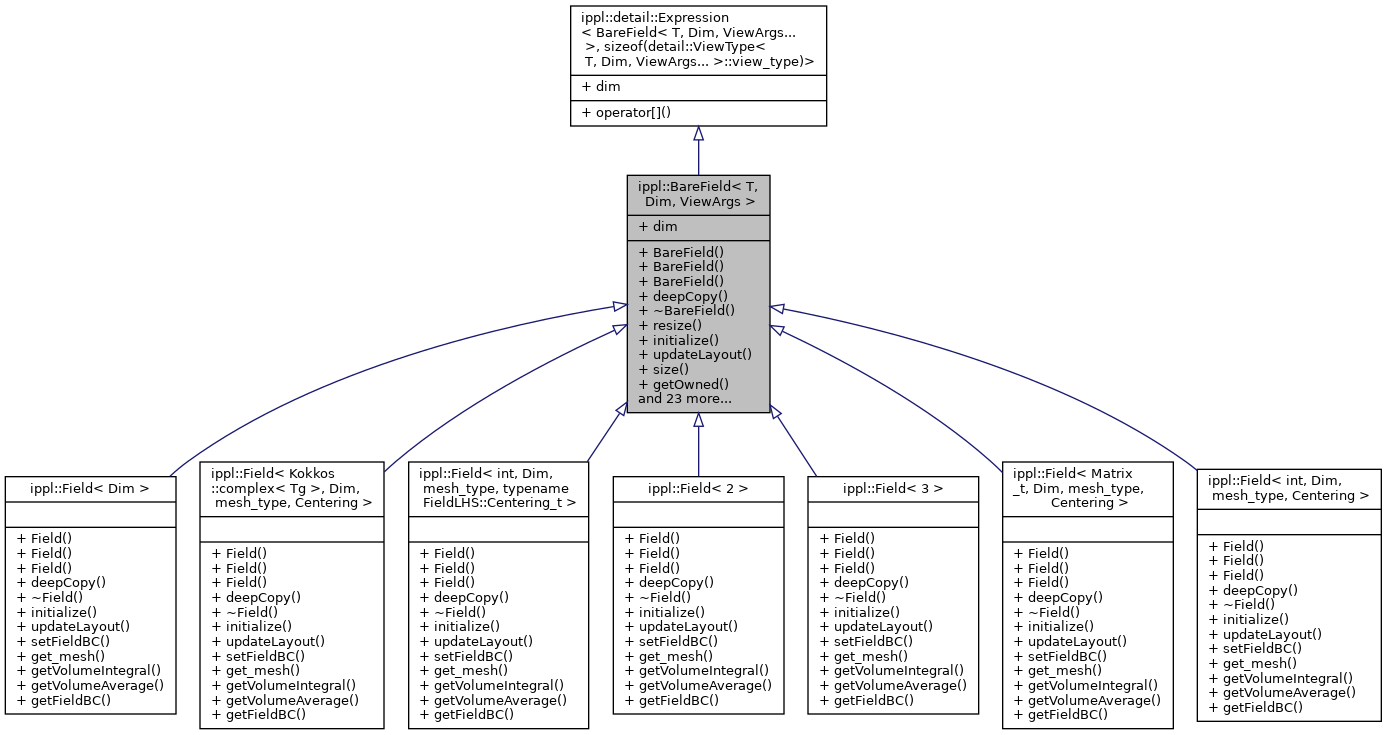 ippl::detail::Expression
< BareField< T, Dim, ViewArgs...
>, sizeof(detail::ViewType<
T, Dim, ViewArgs... >::view_type)>
+ dim
+ operator[]()
ippl::BareField< T,
Dim, ViewArgs >
+ dim
+ BareField()
+ BareField()
+ BareField()
+ deepCopy()
+ ~BareField()
+ resize()
+ initialize()
+ updateLayout()
+ size()
+ getOwned()
and 23 more...
ippl::Field< Dim >
+ Field()
+ Field()
+ Field()
+ deepCopy()
+ ~Field()
+ initialize()
+ updateLayout()
+ setFieldBC()
+ get_mesh()
+ getVolumeIntegral()
+ getVolumeAverage()
+ getFieldBC()
ippl::Field< Kokkos
::complex< Tg >, Dim,
mesh_type, Centering >
+ Field()
+ Field()
+ Field()
+ deepCopy()
+ ~Field()
+ initialize()
+ updateLayout()
+ setFieldBC()
+ get_mesh()
+ getVolumeIntegral()
+ getVolumeAverage()
+ getFieldBC()
ippl::Field< int, Dim,
mesh_type, typename
FieldLHS::Centering_t >
+ Field()
+ Field()
+ Field()
+ deepCopy()
+ ~Field()
+ initialize()
+ updateLayout()
+ setFieldBC()
+ get_mesh()
+ getVolumeIntegral()
+ getVolumeAverage()
+ getFieldBC()
ippl::Field< 2 >
+ Field()
+ Field()
+ Field()
+ deepCopy()
+ ~Field()
+ initialize()
+ updateLayout()
+ setFieldBC()
+ get_mesh()
+ getVolumeIntegral()
+ getVolumeAverage()
+ getFieldBC()
ippl::Field< 3 >
+ Field()
+ Field()
+ Field()
+ deepCopy()
+ ~Field()
+ initialize()
+ updateLayout()
+ setFieldBC()
+ get_mesh()
+ getVolumeIntegral()
+ getVolumeAverage()
+ getFieldBC()
ippl::Field< Matrix
_t, Dim, mesh_type,
Centering >
+ Field()
+ Field()
+ Field()
+ deepCopy()
+ ~Field()
+ initialize()
+ updateLayout()
+ setFieldBC()
+ get_mesh()
+ getVolumeIntegral()
+ getVolumeAverage()
+ getFieldBC()
ippl::Field< int, Dim,
mesh_type, Centering >
+ Field()
+ Field()
+ Field()
+ deepCopy()
+ ~Field()
+ initialize()
+ updateLayout()
+ setFieldBC()
+ get_mesh()
+ getVolumeIntegral()
+ getVolumeAverage()
+ getFieldBC()